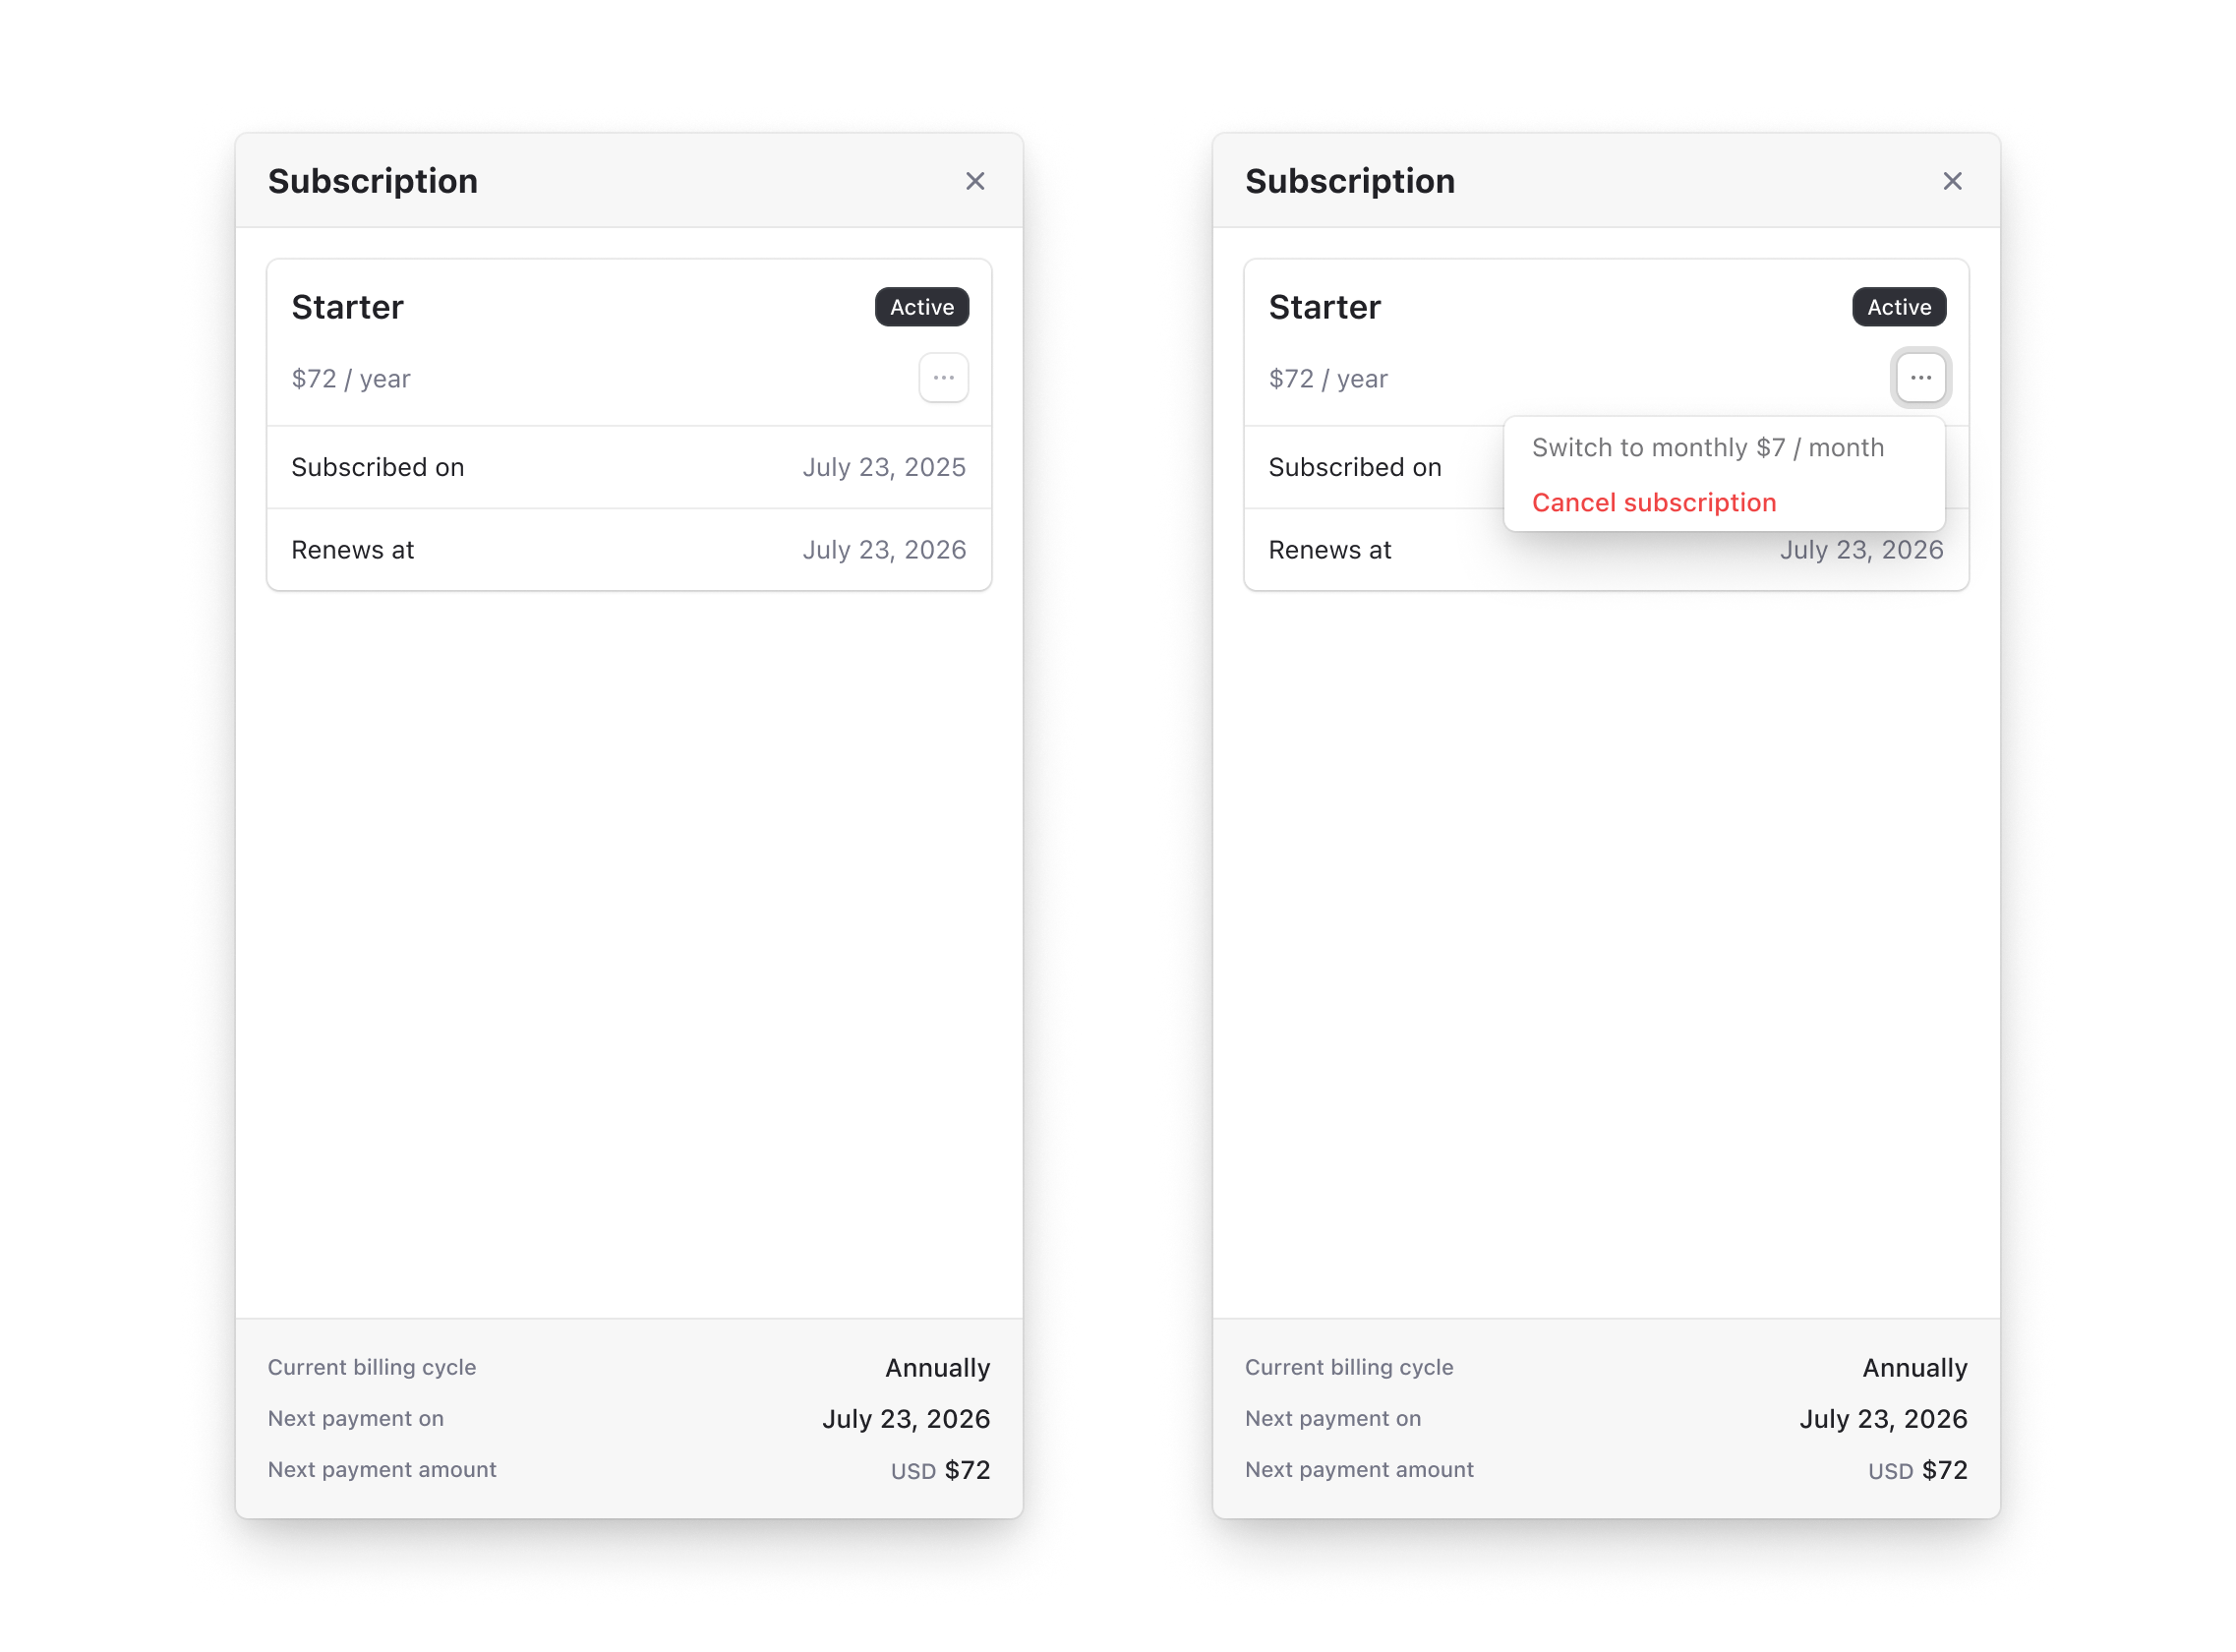 Subscription
Starter
Active
$72 / year
Subscribed on July 23, 2025
Renews at July 23, 2026
Current billing cycle Annually
Next payment on July 23, 2026
Next payment amount USD $72
Subscription
Starter
Active
$72 / year
Switch to monthly $7 / month
Cancel subscription
Subscribed on
Renews at July 23, 2026
Current billing cycle Annually
Next payment on July 23, 2026
Next payment amount USD $72